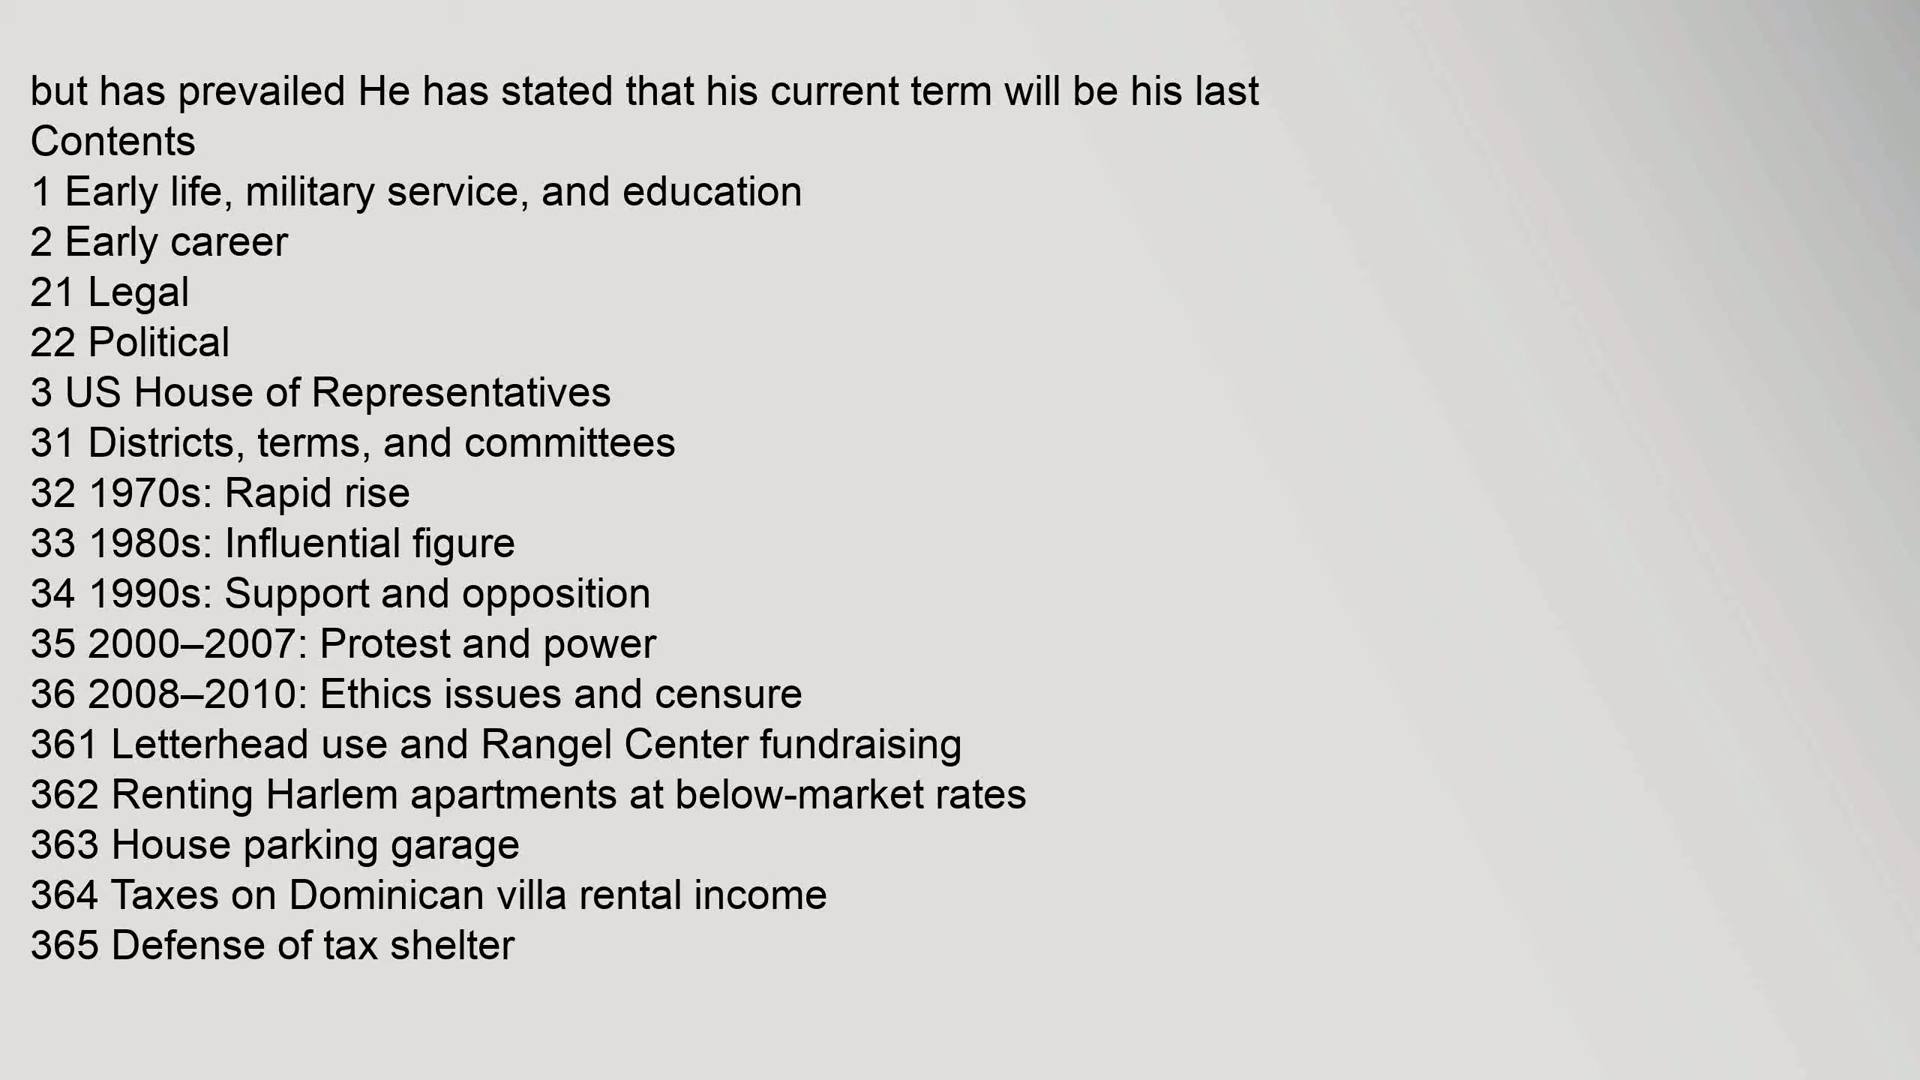 but has prevailed He has stated that his current term will be his last
Contents
1 Early life, military service, and education
2 Early career
21 Legal
22 Political
3 US House of Representatives
31 Districts, terms, and committees
32 1970s: Rapid rise
33 1980s: Influential figure
34 1990s: Support and opposition
35 2000–2007: Protest and power
36 2008–2010: Ethics issues and censure
361 Letterhead use and Rangel Center fundraising
362 Renting Harlem apartments at below-market rates
363 House parking garage
364 Taxes on Dominican villa rental income
365 Defense of tax shelter